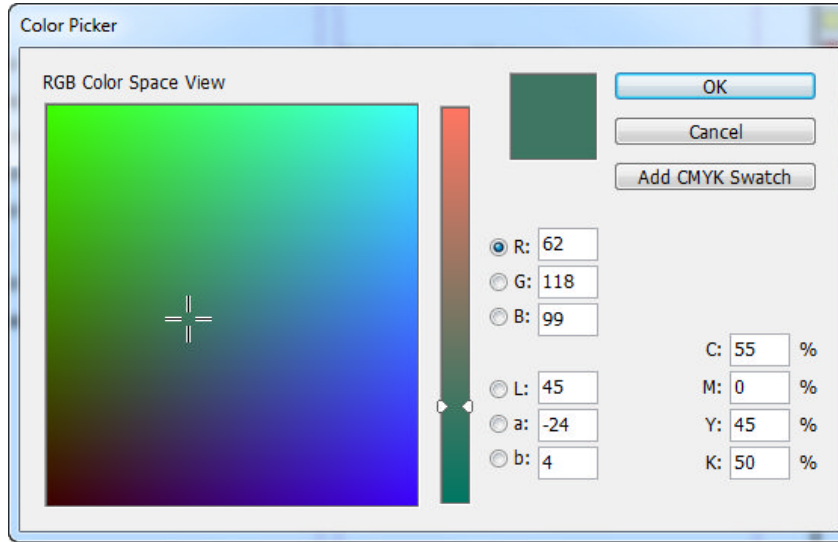 Color Picker
RGB Color Space View
OK
Cancel
Add CMYK Swatch
R: 62
G: 118
B: 99
L: 45
a: -24
b: 4
C: 55 %
M: 0 %
Y: 45 %
K: 50 %